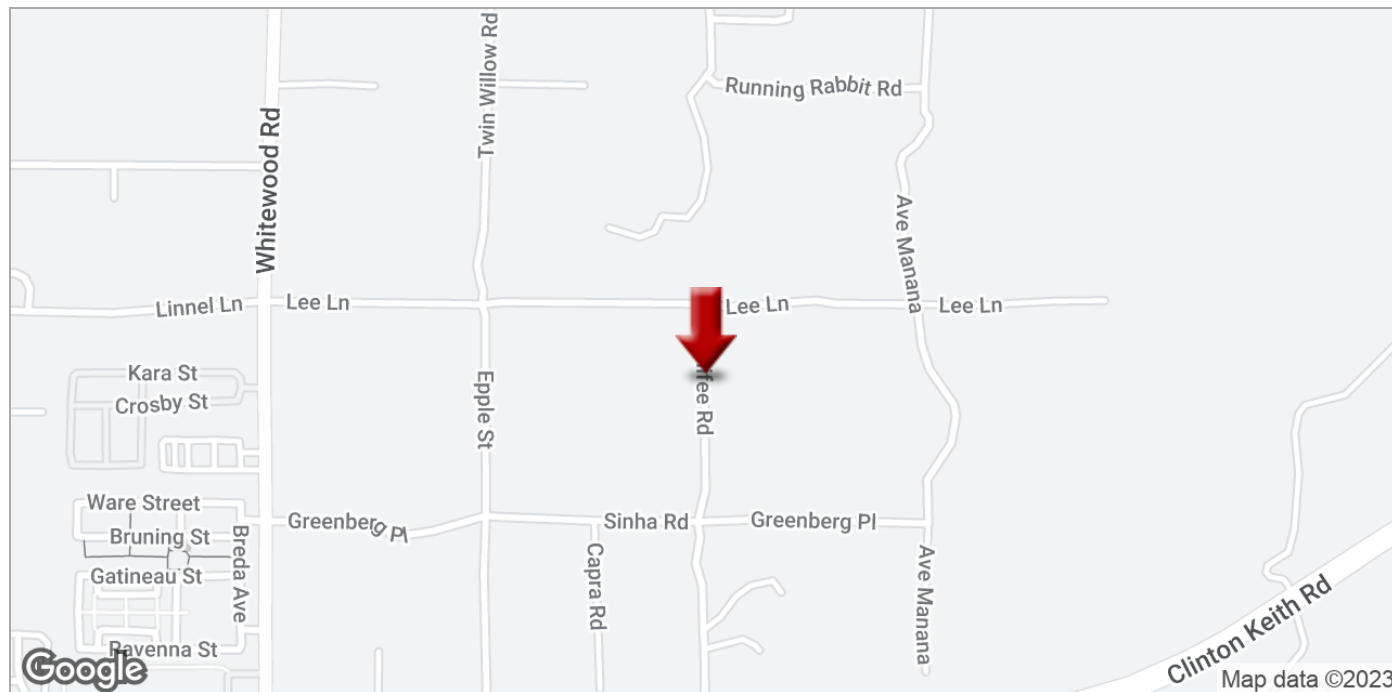 Twin Willow Rd
Running Rabbit Rd
Whitewood Rd
Ave Manana
Linnel Ln
Lee Ln
Lee Ln
Lee Ln
Kara St
Crosby St
Epple St
Rd
Ware Street
Bruning St
Gatineau St
Ravenna St
Breda Ave
Greenberg Pl
Sinha Rd
Greenberg Pl
Capra Rd
Ave Manana
Clinton Keith Rd
Google
Map data ©2023